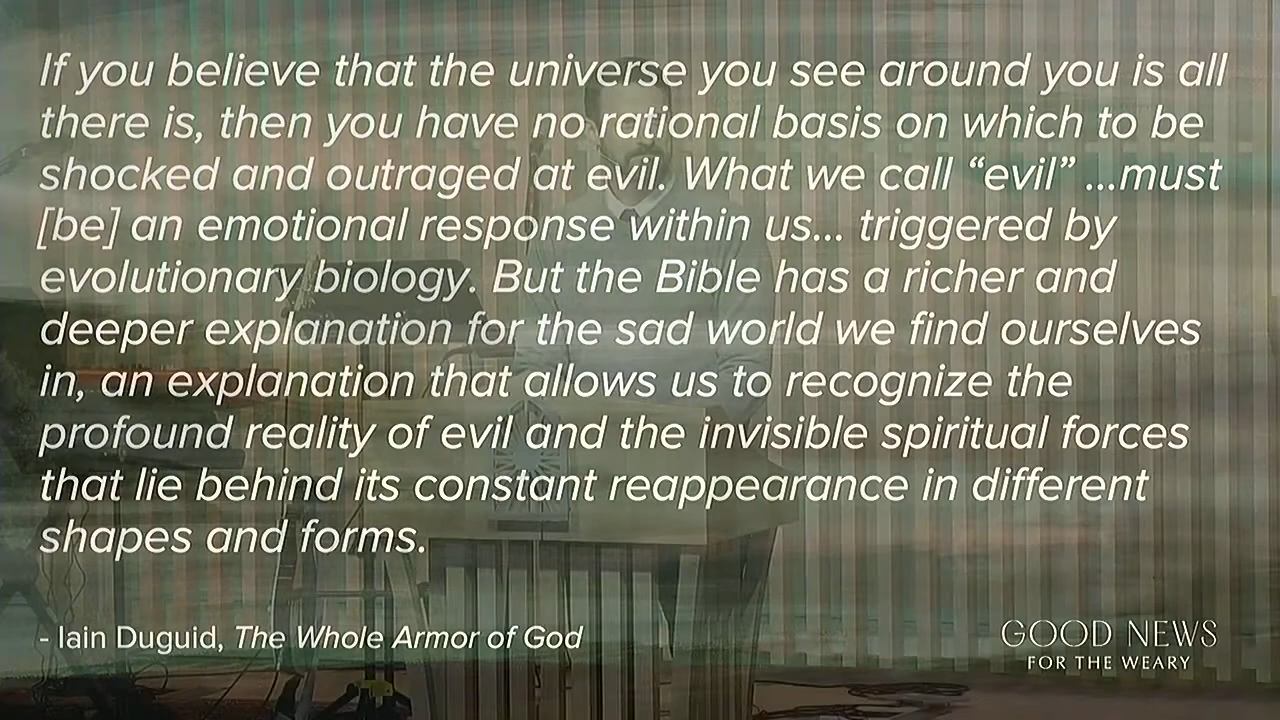 If you believe that the universe you see around you is all
there is, then you have no rational basis on which to be
shocked and outraged at evil. What we call “evil” ...must
[be] an emotional response within us... triggered by
evolutionary biology. But the Bible has a richer and
deeper explanation for the sad world we find ourselves
in, an explanation that allows us to recognize the
profound reality of evil and the invisible spiritual forces
that lie behind its constant reappearance in different
shapes and forms.
- Iain Duguid, The Whole Armor of God
GOOD NEWS
FOR THE WEARY